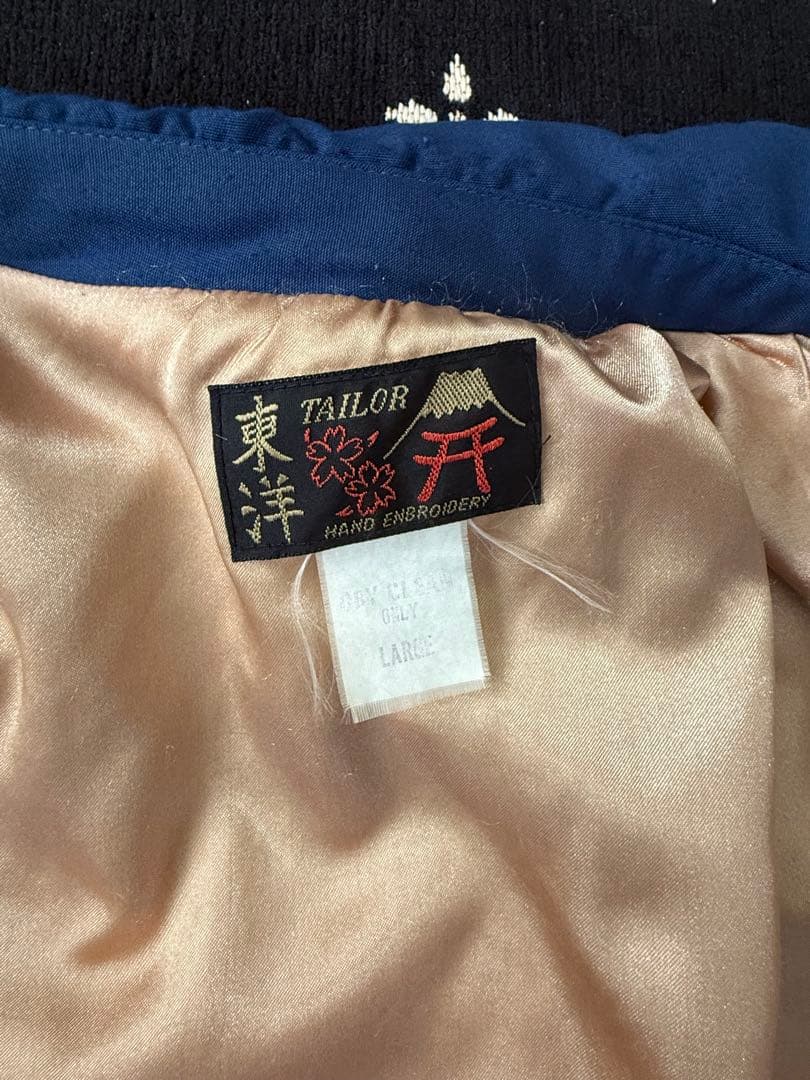 東洋
TAILOR
HAND ENBROIDERY
DRY CLEAN
ONLY
LARGE